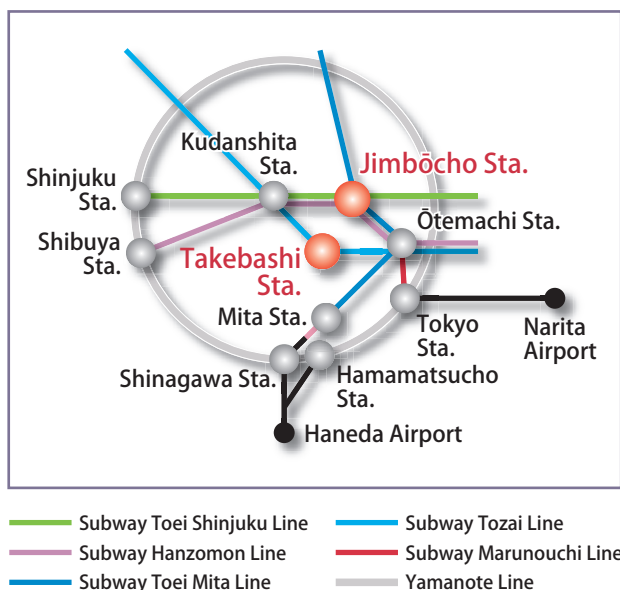 Kudanshita
Sta.
Jimbōcho Sta.
Shinjuku
Sta.
Ōtemachi Sta.
Shibuya
Sta.
Takebashi
Sta.
Mita Sta.
Tokyo
Sta.
Narita
Airport
Shinagawa Sta.
Hamamatsucho
Sta.
Haneda Airport
Subway Toei Shinjuku Line
Subway Tozai Line
Subway Hanzomon Line
Subway Marunouchi Line
Subway Toei Mita Line
Yamanote Line